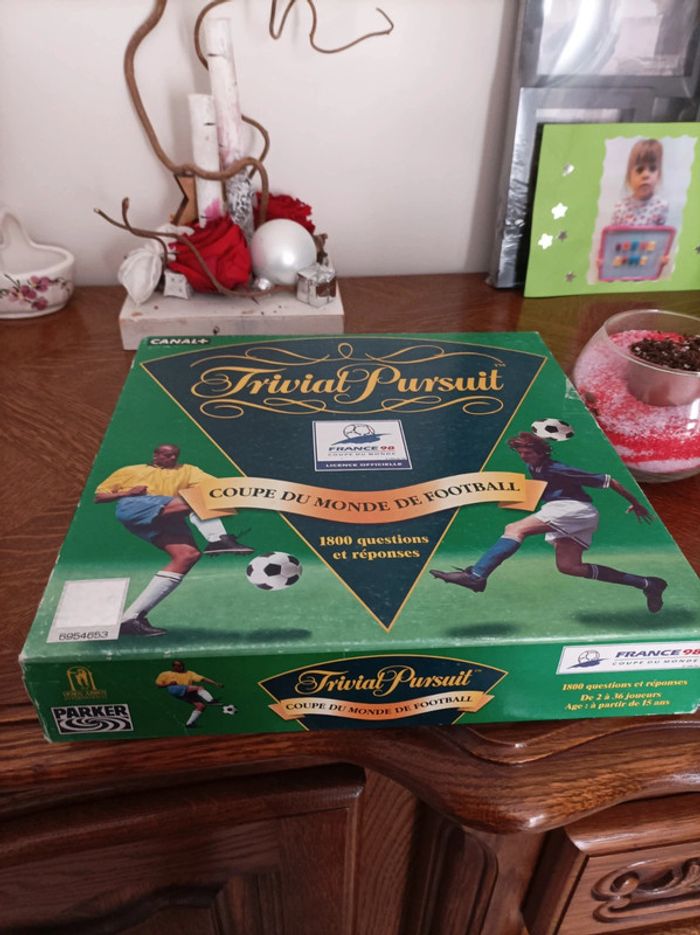 CANAL+
Trivial Pursuit™
FRANCE 98
COUPE DU MONDE
LICENCE OFFICIELLE
COUPE DU MONDE DE FOOTBALL
1800 questions
et réponses
6954653
PARKER
Trivial Pursuit
COUPE DU MONDE DE FOOTBALL
FRANCE 98
COUPE DU MONDE
1800 questions et réponses
De 2 à 36 joueurs
Age : à partir de 15 ans